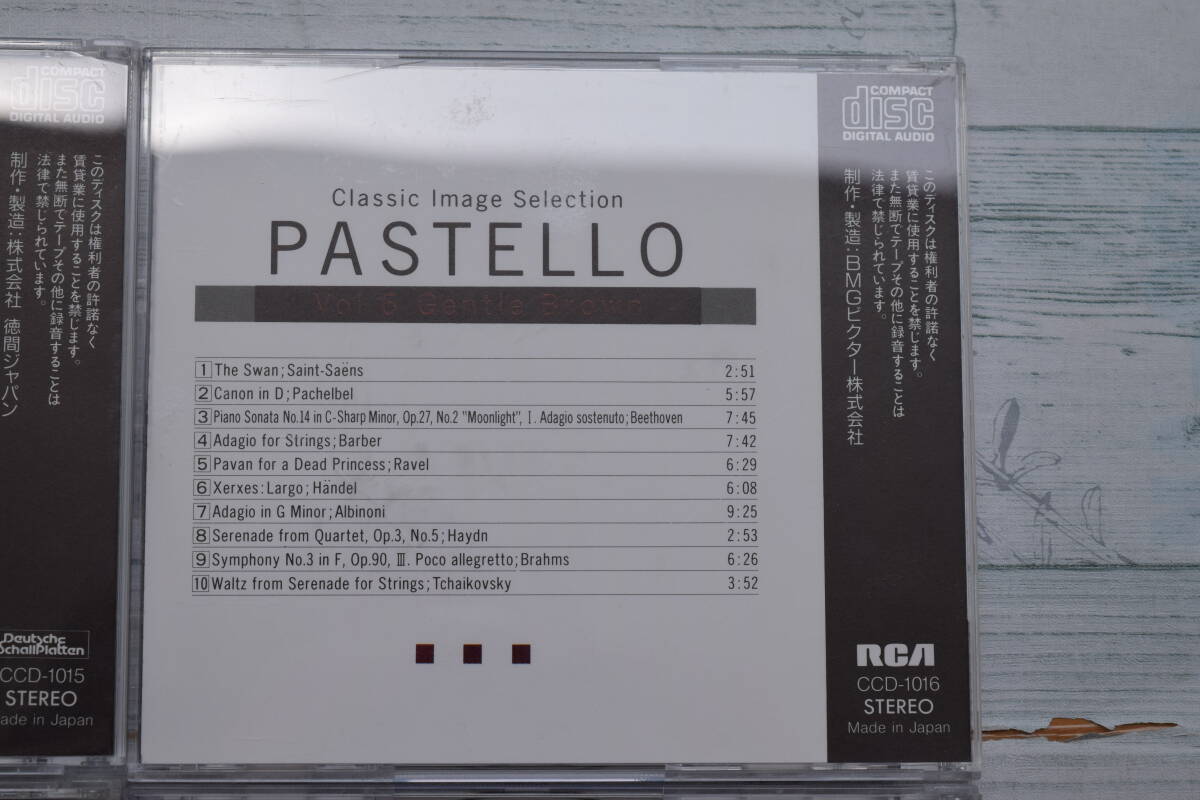 COMPACT
disc
DIGITAL AUDIO
このディスクは権利者の許諾なく
賃貸業に使用することを禁じます。
また無断でテープその他に録音することは
法律で禁じられています。
制作・製造：株式会社 徳間ジャパン
Deutsche
SchallPlatten
CCD-1015
STEREO
ade in Japan
Classic Image Selection
PASTELLO
Vol.6 Gentle Brown
1 The Swan; Saint-Saëns 2:51
2 Canon in D; Pachelbel 5:57
3 Piano Sonata No.14 in C-Sharp Minor, Op.27, No.2 "Moonlight", I. Adagio sostenuto; Beethoven 7:45
4 Adagio for Strings; Barber 7:42
5 Pavan for a Dead Princess; Ravel 6:29
6 Xerxes: Largo; Händel 6:08
7 Adagio in G Minor; Albinoni 9:25
8 Serenade from Quartet, Op.3, No.5; Haydn 2:53
9 Symphony No.3 in F, Op.90, III. Poco allegretto; Brahms 6:26
10 Waltz from Serenade for Strings; Tchaikovsky 3:52
COMPACT
disc
DIGITAL AUDIO
このディスクは権利者の許諾なく
賃貸業に使用することを禁じます。
また無断でテープその他に録音することは
法律で禁じられています。
制作・製造：BMGビクター株式会社
RCA
CCD-1016
STEREO
Made in Japan